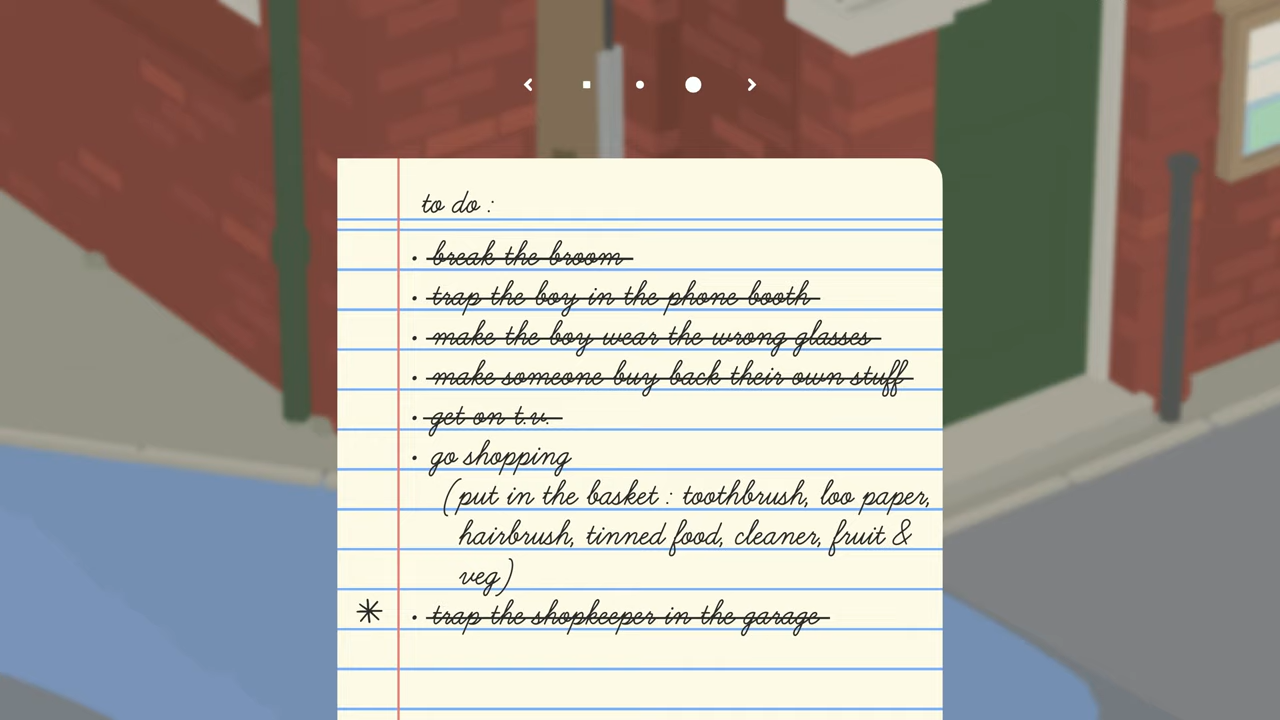 to do :
• break the broom
• trap the boy in the phone booth
• make the boy wear the wrong glasses
• make someone buy back their own stuff
• get on t.v.
• go shopping
(put in the basket : toothbrush, loo paper,
hairbrush, tinned food, cleaner, fruit &
veg)
• trap the shopkeeper in the garage